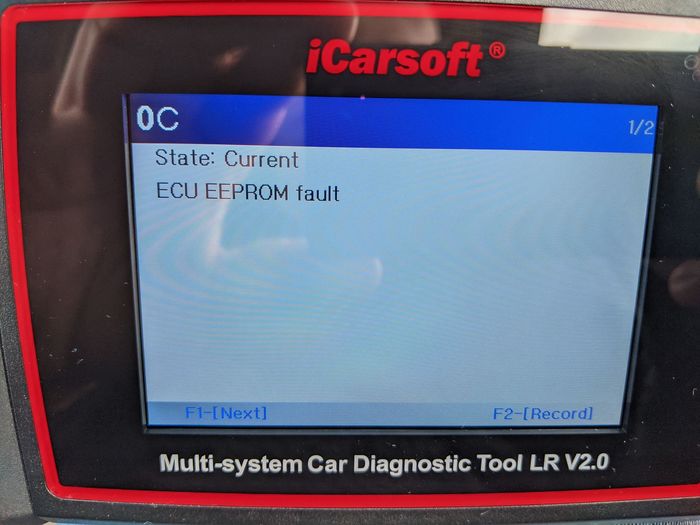 iCarsoft®
0C
1/2
State: Current
ECU EEPROM fault
F1-[Next] F2-[Record]
Multi-system Car Diagnostic Tool LR V2.0